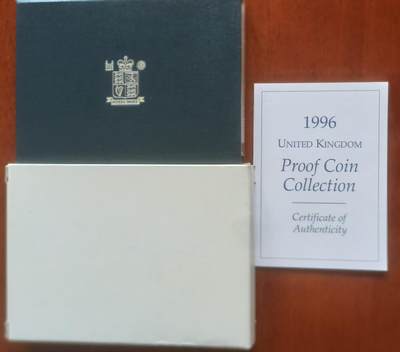 1996
UNITED KINGDOM
Proof Coin
Collection
Certificate of
Authenticity